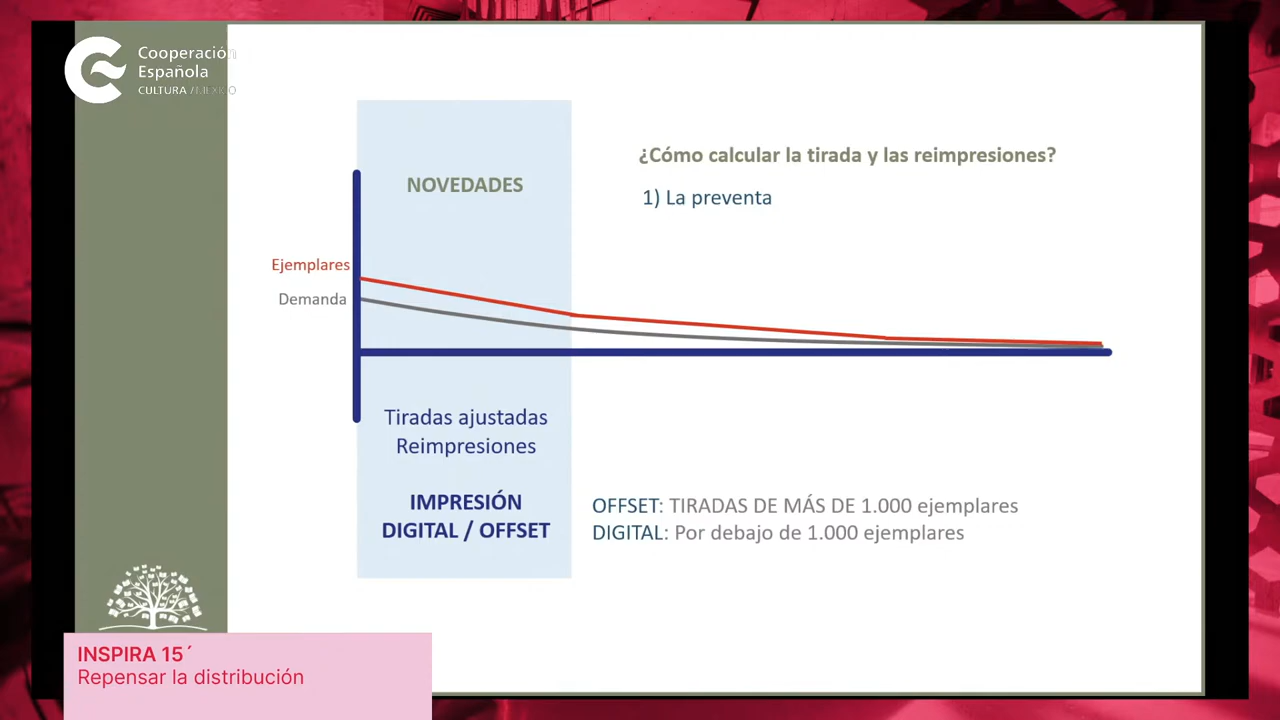 Cooperación
Española
CULTURA /MÉXICO
¿Cómo calcular la tirada y las reimpresiones?
NOVEDADES
1) La preventa
Ejemplares
Demanda
Tiradas ajustadas
Reimpresiones
IMPRESIÓN
DIGITAL / OFFSET
OFFSET: TIRADAS DE MÁS DE 1.000 ejemplares
DIGITAL: Por debajo de 1.000 ejemplares
INSPIRA 15´
Repensar la distribución